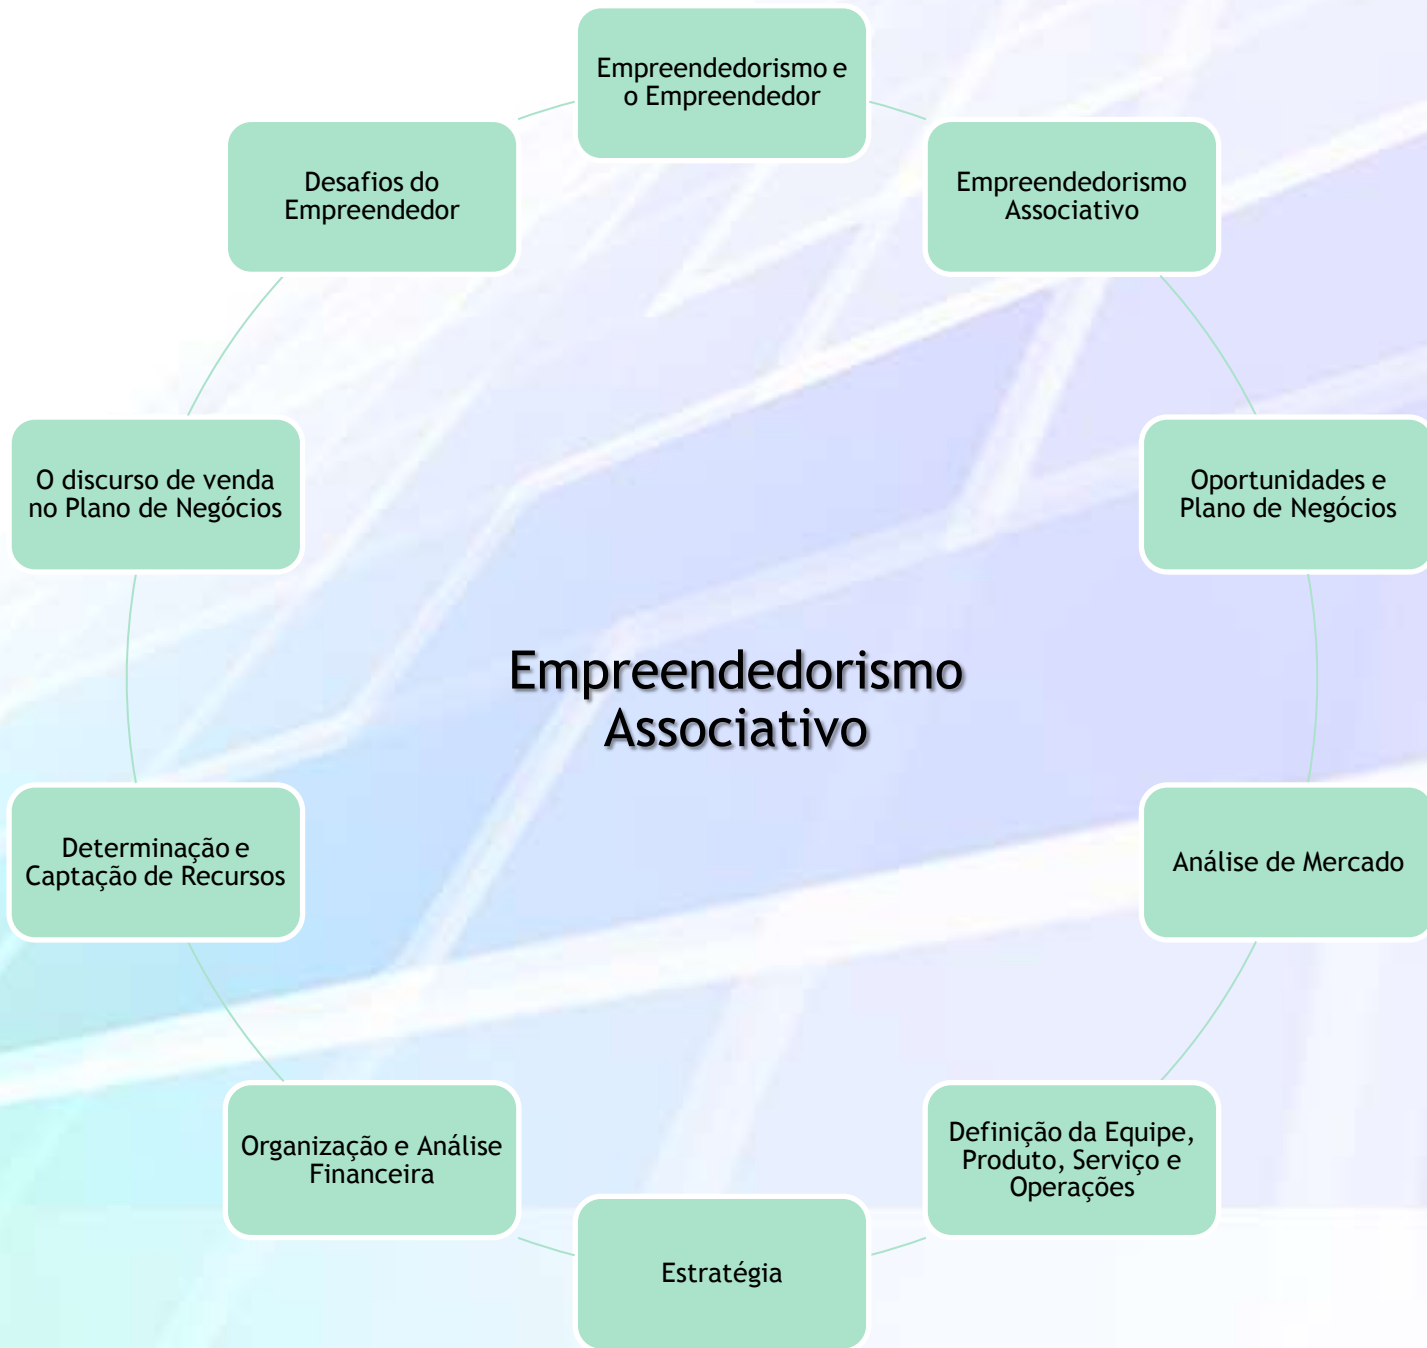 Empreendedorismo e
o Empreendedor
Empreendedorismo
Associativo
Oportunidades e
Plano de Negócios
Análise de Mercado
Definição da Equipe,
Produto, Serviço e
Operações
Estratégia
Organização e Análise
Financeira
Determinação e
Captação de Recursos
O discurso de venda
no Plano de Negócios
Desafios do
Empreendedor
Empreendedorismo
Associativo